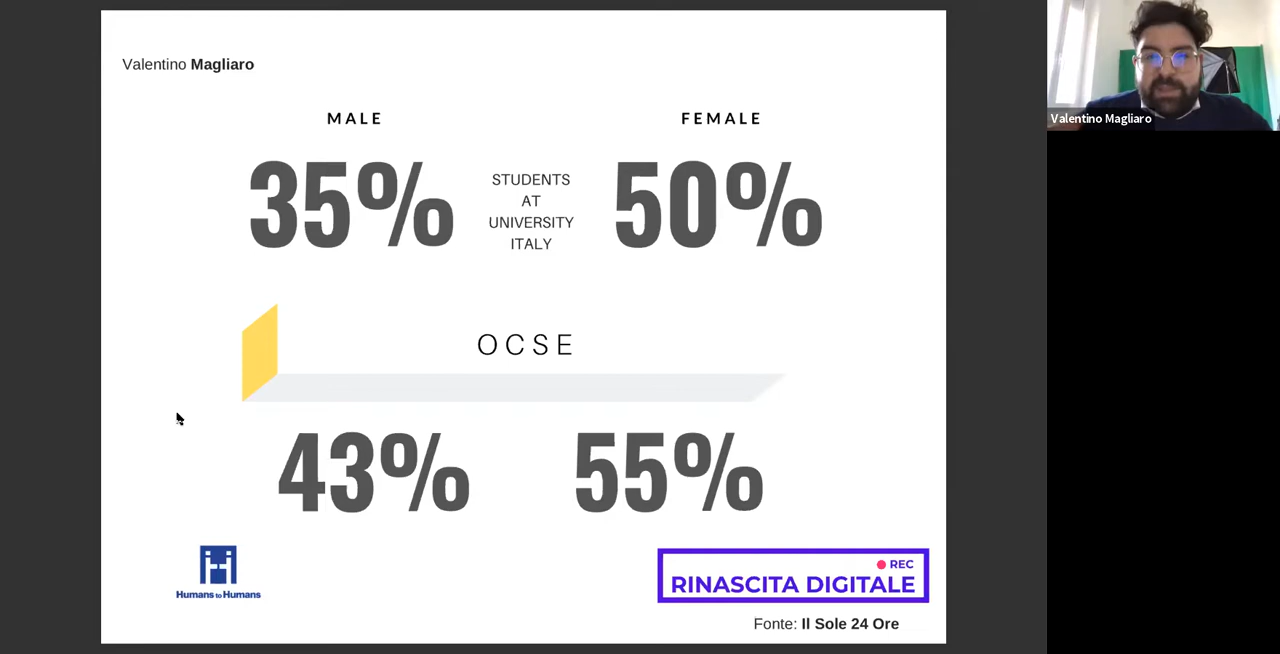 Valentino Magliaro
MALE
FEMALE
35%
STUDENTS
AT
UNIVERSITY
ITALY
50%
OCSE
43%
55%
Humans to Humans
REC
RINASCITA DIGITALE
Fonte: Il Sole 24 Ore
Valentino Magliaro